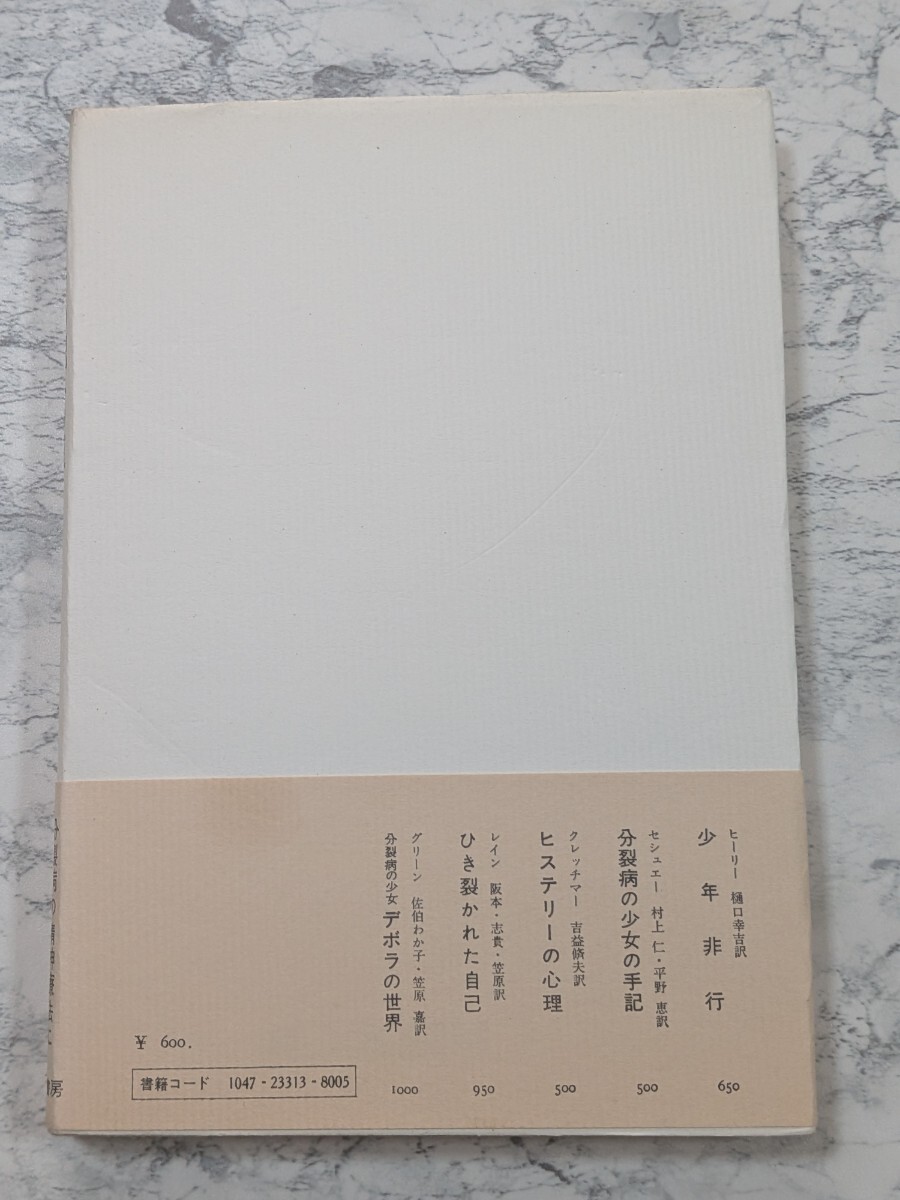 ヒーリー 樋口幸吉訳
少年非行
650
セシュエー 村上 仁・平野 恵訳
分裂病の少女の手記
500
クレッチマー 吉益脩夫訳
ヒステリーの心理
500
レイン 阪本・志貴・笠原訳
ひき裂かれた自己
950
グリーン 佐伯わか子・笠原 嘉訳
分裂病の少女 デボラの世界
1000
¥ 600.
書籍コード 1047-23313-8005
房